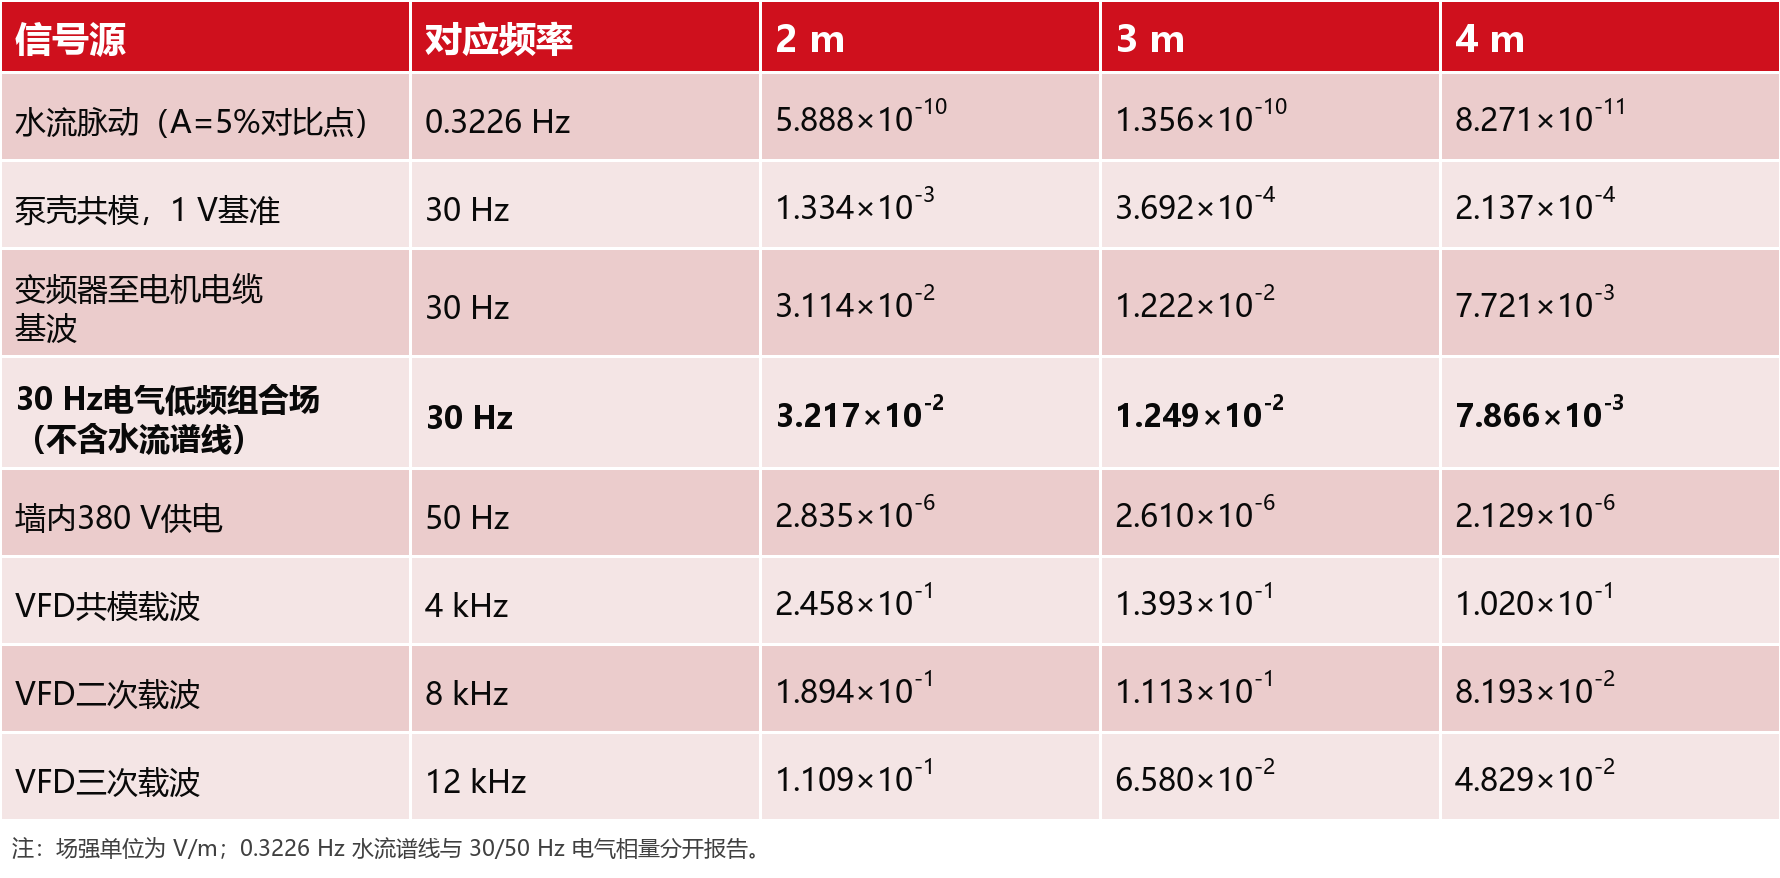 信号源 对应频率 2 m 3 m 4 m
水流脉动（A=5%对比点） 0.3226 Hz 5.888×10⁻¹⁰ 1.356×10⁻¹⁰ 8.271×10⁻¹¹
泵壳共模，1 V基准 30 Hz 1.334×10⁻³ 3.692×10⁻⁴ 2.137×10⁻⁴
变频器至电机电缆
基波 30 Hz 3.114×10⁻² 1.222×10⁻² 7.721×10⁻³
30 Hz电气低频组合场
（不含水流谱线） 30 Hz 3.217×10⁻² 1.249×10⁻² 7.866×10⁻³
墙内380 V供电 50 Hz 2.835×10⁻⁶ 2.610×10⁻⁶ 2.129×10⁻⁶
VFD共模载波 4 kHz 2.458×10⁻¹ 1.393×10⁻¹ 1.020×10⁻¹
VFD二次载波 8 kHz 1.894×10⁻¹ 1.113×10⁻¹ 8.193×10⁻²
VFD三次载波 12 kHz 1.109×10⁻¹ 6.580×10⁻² 4.829×10⁻²
注：场强单位为 V/m；0.3226 Hz 水流谱线与 30/50 Hz 电气相量分开报告。